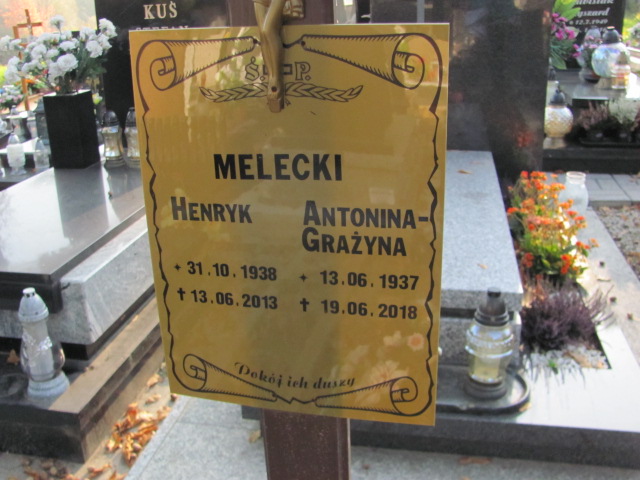 KUŚ
Ś. P.
MELECKI
HENRYK
ANTONINA-
GRAŻYNA
* 31.10.1938
* 13.06.1937
✝ 13.06.2013
✝ 19.06.2018
Pokój ich duszy